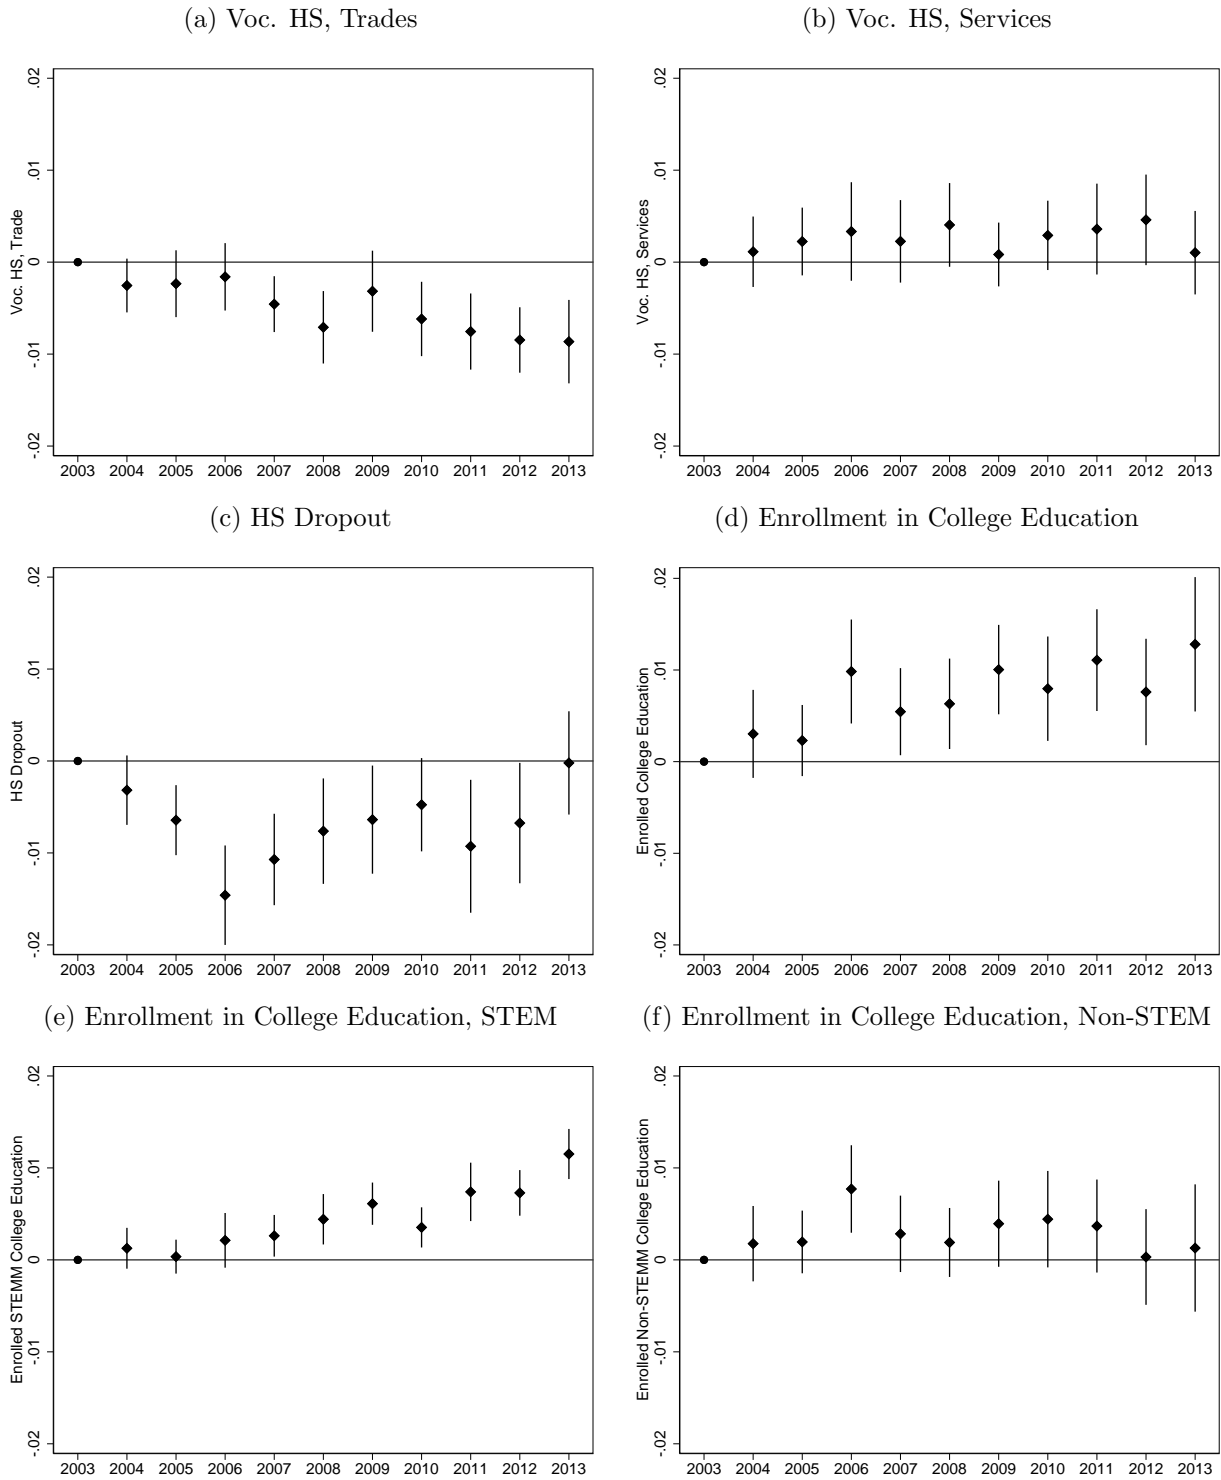 (a) Voc. HS, Trades
Voc. HS, Trade
.02
.01
0
-.01
-.02
2003 2004 2005 2006 2007 2008 2009 2010 2011 2012 2013
(b) Voc. HS, Services
Voc. HS, Services
.02
.01
0
-.01
-.02
2003 2004 2005 2006 2007 2008 2009 2010 2011 2012 2013
(c) HS Dropout
HS Dropout
.02
.01
0
-.01
-.02
2003 2004 2005 2006 2007 2008 2009 2010 2011 2012 2013
(d) Enrollment in College Education
Enrolled College Education
.02
.01
0
-.01
-.02
2003 2004 2005 2006 2007 2008 2009 2010 2011 2012 2013
(e) Enrollment in College Education, STEM
Enrolled STEMM College Education
.02
.01
0
-.01
-.02
2003 2004 2005 2006 2007 2008 2009 2010 2011 2012 2013
(f) Enrollment in College Education, Non-STEM
Enrolled Non-STEMM College Education
.02
.01
0
-.01
-.02
2003 2004 2005 2006 2007 2008 2009 2010 2011 2012 2013